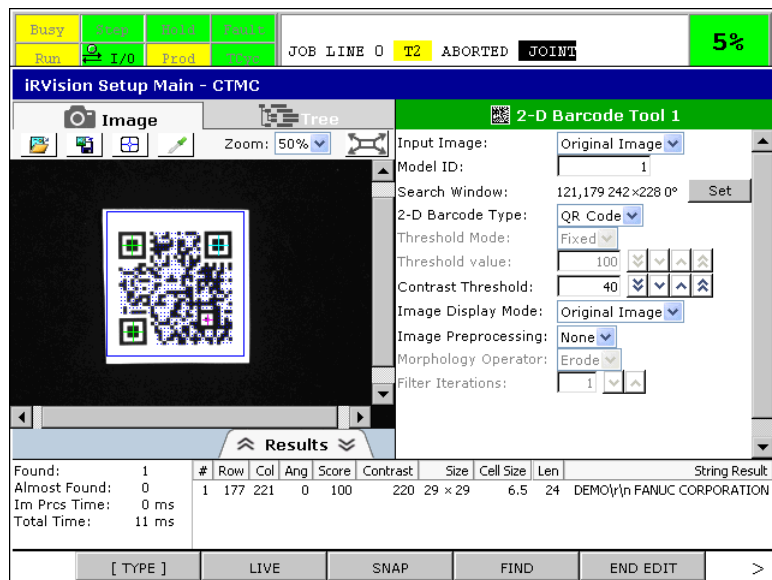 Busy Step Hold Fault
Run I/O Prod TCyc
JOB LINE 0 T2 ABORTED JOINT
5%
iRVision Setup Main - CTMC
Image Tree
2-D Barcode Tool 1
Zoom: 50%
Input Image: Original Image
Model ID: 1
Search Window: 121,179 242×228 0° Set
2-D Barcode Type: QR Code
Threshold Mode: Fixed
Threshold value: 100
Contrast Threshold: 40
Image Display Mode: Original Image
Image Preprocessing: None
Morphology Operator: Erode
Filter Iterations: 1
Results
Found: 1
Almost Found: 0
Im Prcs Time: 0 ms
Total Time: 11 ms
# Row Col Ang Score Contrast Size Cell Size Len String Result
1 177 221 0 100 220 29 × 29 6.5 24 DEMO\r\n FANUC CORPORATION
[ TYPE ] LIVE SNAP FIND END EDIT >